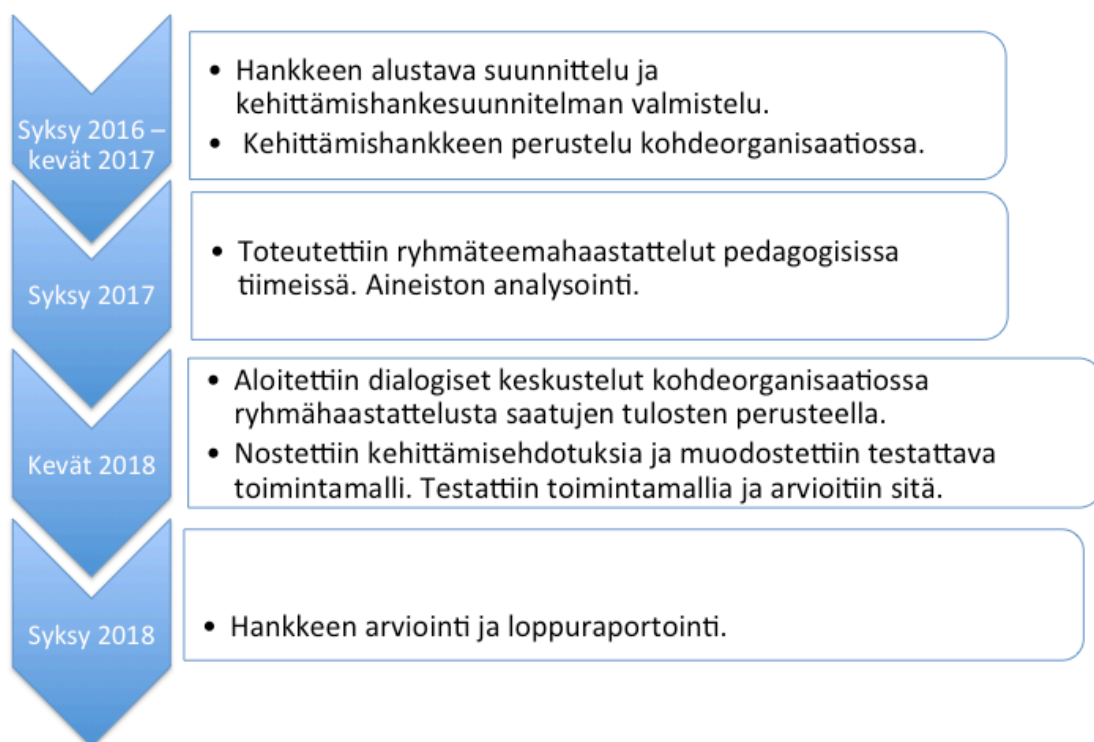 Syksy 2016 –
kevät 2017
• Hankkeen alustava suunnittelu ja
kehittämishankesuunnitelman valmistelu.
• Kehittämishankkeen perustelu kohdeorganisaatiossa.
Syksy 2017
• Toteutettiin ryhmäteemahaastattelut pedagogisissa
tiimeissä. Aineiston analysointi.
Kevät 2018
• Aloitettiin dialogiset keskustelut kohdeorganisaatiossa
ryhmähaastattelusta saatujen tulosten perusteella.
• Nostettiin kehittämisehdotuksia ja muodostettiin testattava
toimintamalli. Testattiin toimintamallia ja arvioitiin sitä.
Syksy 2018
• Hankkeen arviointi ja loppuraportointi.